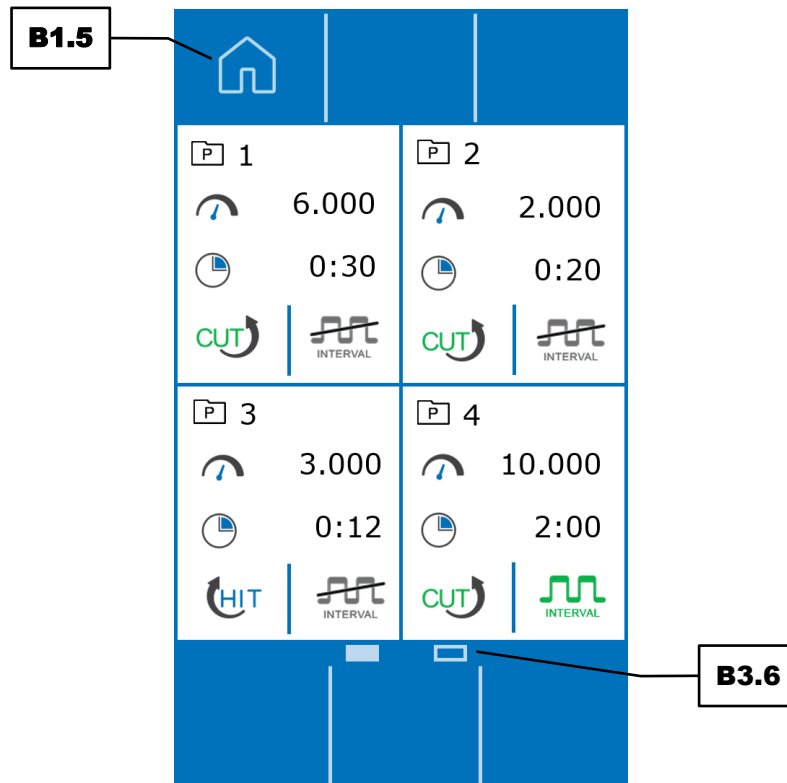 B1.5
P 1
6.000
0:30
CUT INTERVAL
P 2
2.000
0:20
CUT INTERVAL
P 3
3.000
0:12
HIT INTERVAL
P 4
10.000
2:00
CUT INTERVAL
B3.6